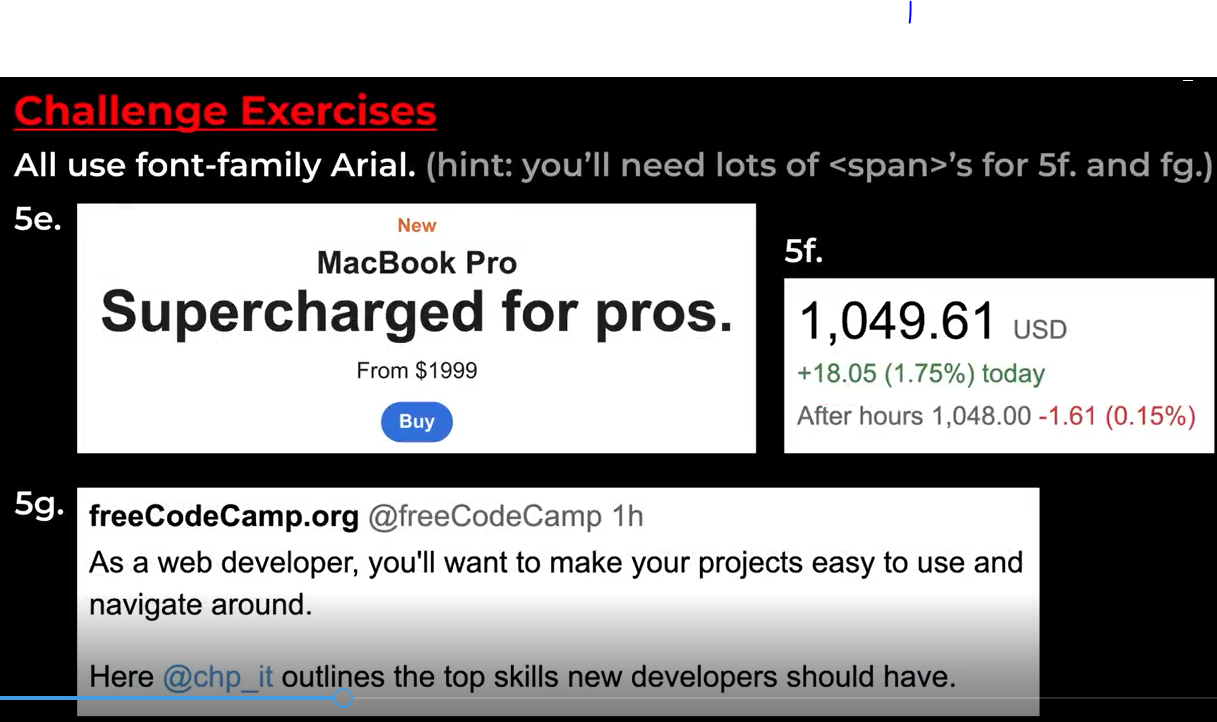 Challenge Exercises
All use font-family Arial. (hint: you’ll need lots of <span>’s for 5f. and fg.)
5e.
New
MacBook Pro
Supercharged for pros.
From $1999
Buy
5f.
1,049.61 USD
+18.05 (1.75%) today
After hours 1,048.00 -1.61 (0.15%)
5g.
freeCodeCamp.org @freeCodeCamp 1h
As a web developer, you'll want to make your projects easy to use and
navigate around.
Here @chp_it outlines the top skills new developers should have.